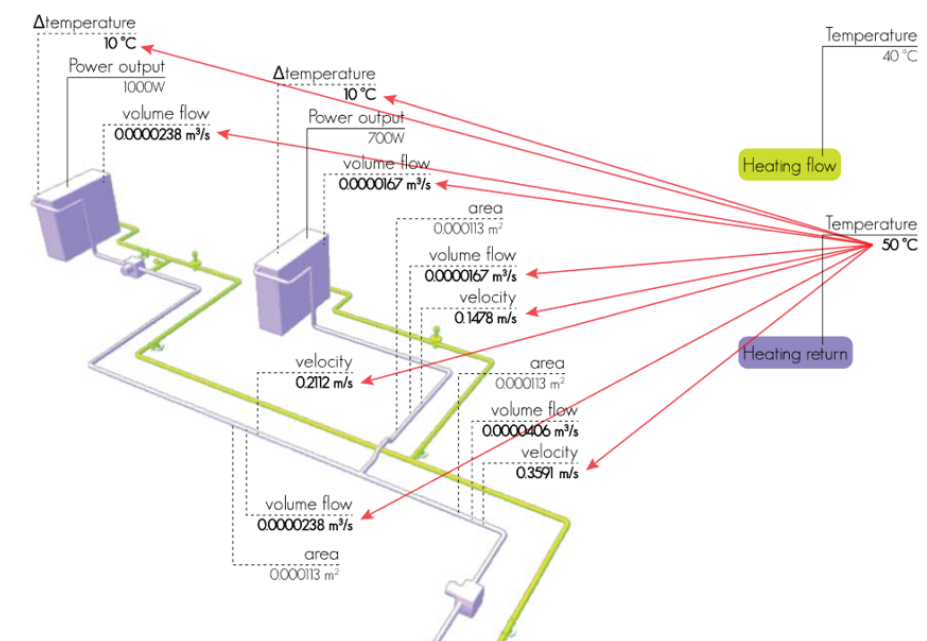 Δtemperature
10 °C
Power output
1000W
volume flow
0.0000238 m³/s
Δtemperature
10 °C
Power output
700W
volume flow
0.0000167 m³/s
area
0.000113 m²
volume flow
0.0000167 m³/s
velocity
0.1478 m/s
velocity
0.2112 m/s
area
0.000113 m²
volume flow
0.0000406 m³/s
velocity
0.3591 m/s
volume flow
0.0000238 m³/s
area
0.000113 m²
Temperature
40 °C
Heating flow
Temperature
50 °C
Heating return